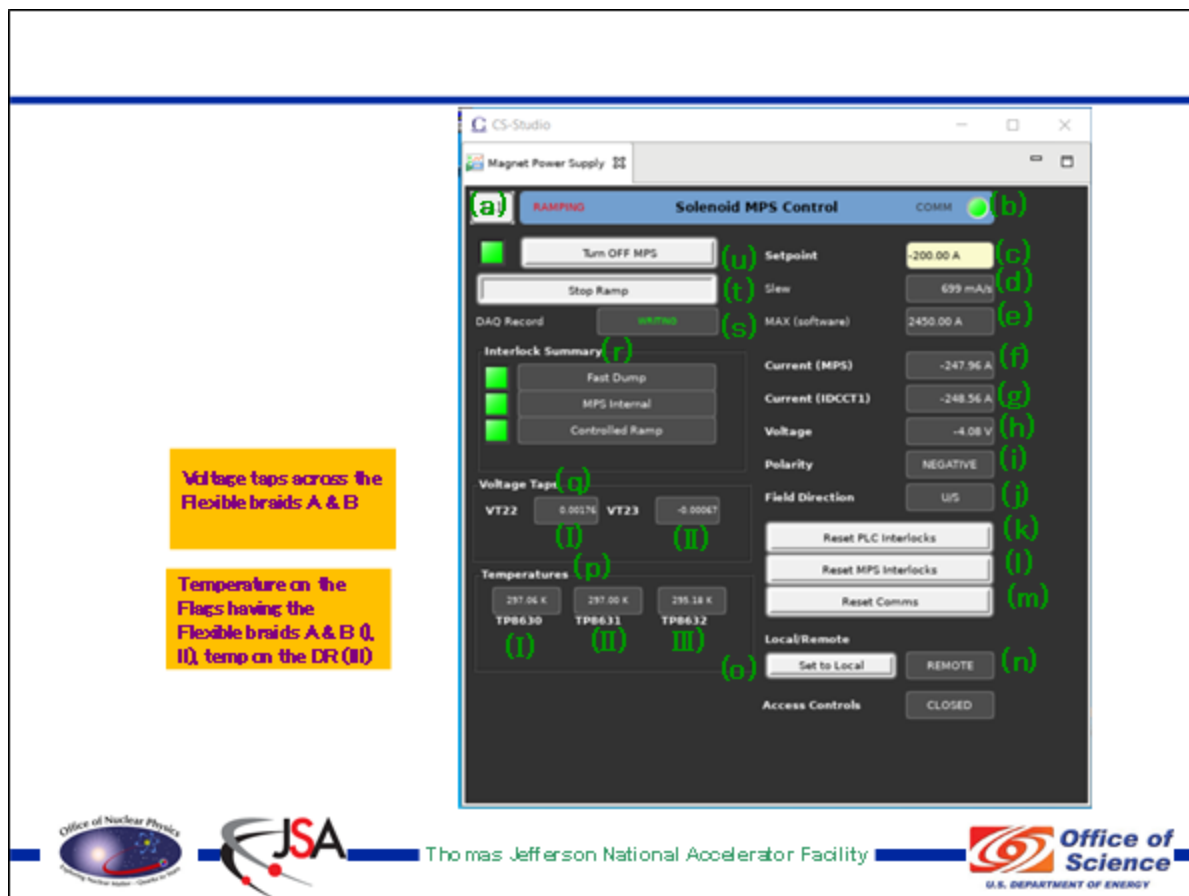 CS-Studio
Magnet Power Supply
(a) RAMPING Solenoid MPS Control COMM (b)
Turn OFF MPS (u) Setpoint -200.00 A (c)
Stop Ramp (t) Slew 699 mA/s (d)
DAQ Record WRITING (s) MAX (software) 2450.00 A (e)
Interlock Summary (r)
Fast Dump
MPS Internal
Controlled Ramp
Current (MPS) -247.96 A (f)
Current (IDCCT1) -248.56 A (g)
Voltage -4.08 V (h)
Polarity NEGATIVE (i)
Field Direction U/S (j)
Voltage taps across the
Flexible braids A & B
Voltage Taps (q)
VT22 0.00176 VT23 -0.00067
(I) (II)
Reset PLC Interlocks (k)
Reset MPS Interlocks (l)
Reset Comms (m)
Temperature on the
Flags having the
Flexible braids A & B (I,
II), temp on the DR (III)
Temperatures (p)
297.06 K 297.00 K 295.18 K
TP8630 TP8631 TP8632
(I) (II) III)
Local/Remote
(o) Set to Local REMOTE (n)
Access Controls CLOSED
Office of Nuclear Physics
JSA
Thomas Jefferson National Accelerator Facility
Office of
Science
U.S. DEPARTMENT OF ENERGY